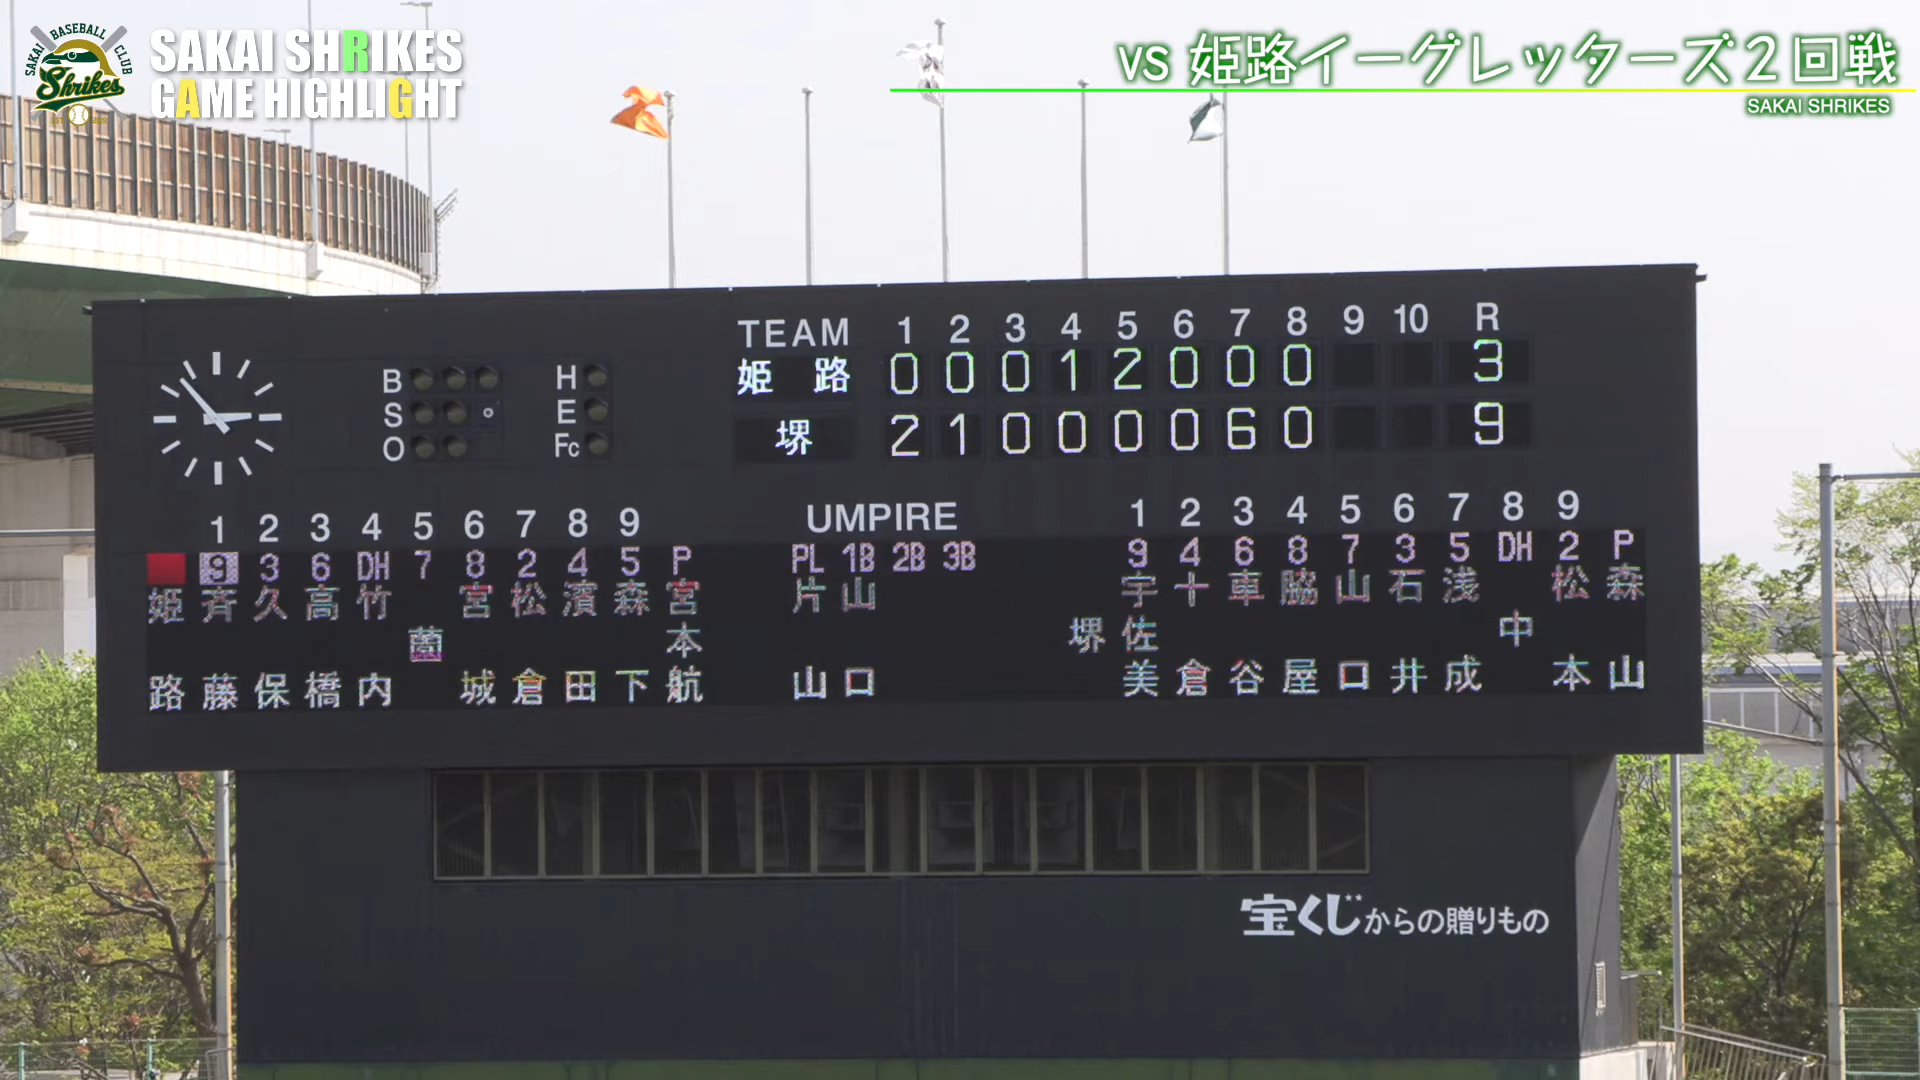 SAKAI BASEBALL CLUB
Shrikes
SAKAI SHRIKES
GAME HIGHLIGHT
VS 姫路イーグレッターズ2回戦
SAKAI SHRIKES
TEAM 1 2 3 4 5 6 7 8 9 10 R
姫路 0 0 0 1 2 0 0 0 3
堺 2 1 0 0 0 0 6 0 9
B
S
O
H
E
Fc
1 2 3 4 5 6 7 8 9
9 3 6 DH 7 8 2 4 5 P
姫路 斉藤 久保 高橋 竹内 薗 宮城 松倉 濱田 森下 宮本航
UMPIRE
PL 1B 2B 3B
片山 山口
1 2 3 4 5 6 7 8 9
9 4 6 8 7 3 5 DH 2 P
堺 宇佐美 十倉 車谷 脇屋 山口 石井 浅成 中 松本 森山
宝くじからの贈りもの